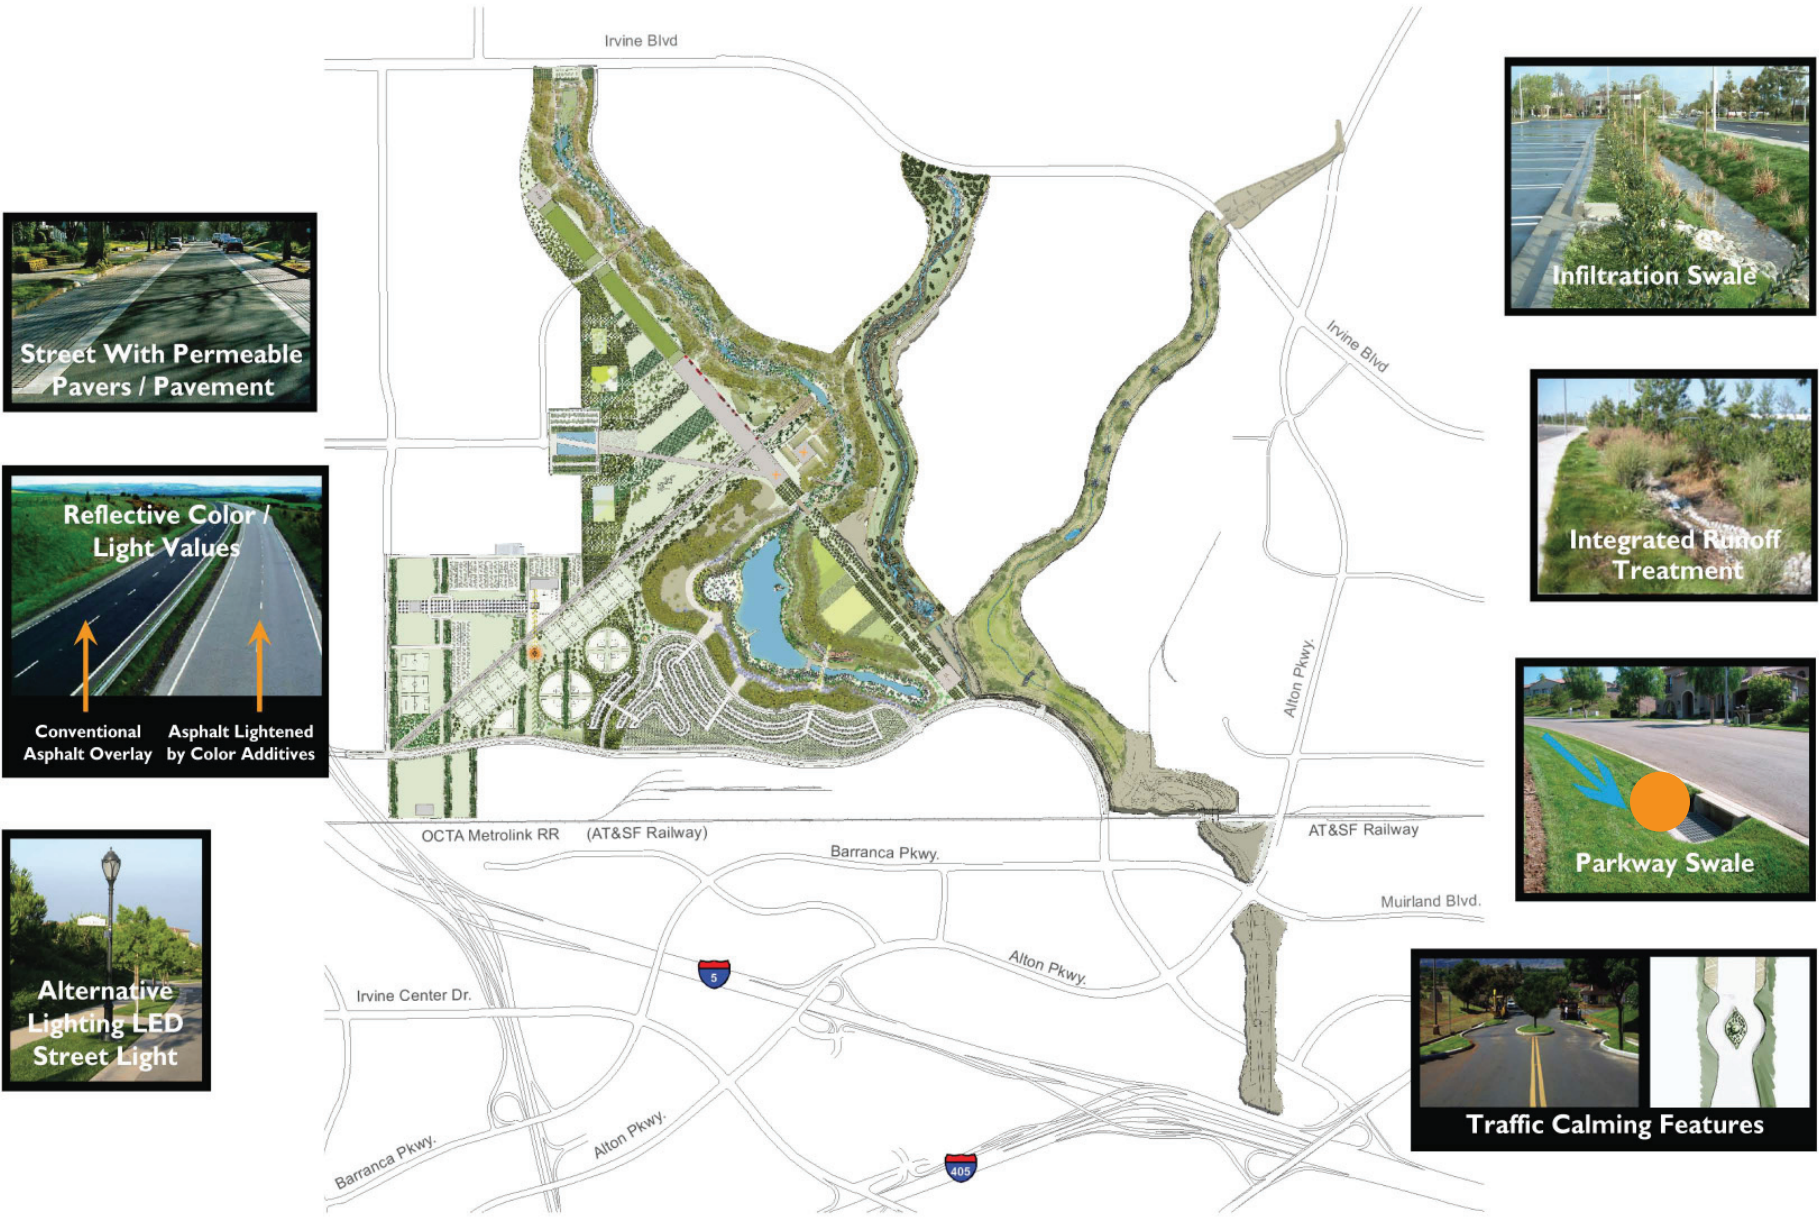 Irvine Blvd
Infiltration Swale
Street With Permeable
Pavers / Pavement
Irvine Blvd
Integrated Runoff
Treatment
Reflective Color /
Light Values
Conventional
Asphalt Overlay
Asphalt Lightened
by Color Additives
Alton Pkwy.
Parkway Swale
OCTA Metrolink RR
(AT&SF Railway)
AT&SF Railway
Barranca Pkwy.
Muirland Blvd.
Alternative
Lighting LED
Street Light
Irvine Center Dr.
5
Alton Pkwy.
Traffic Calming Features
Barranca Pkwy.
Alton Pkwy.
405